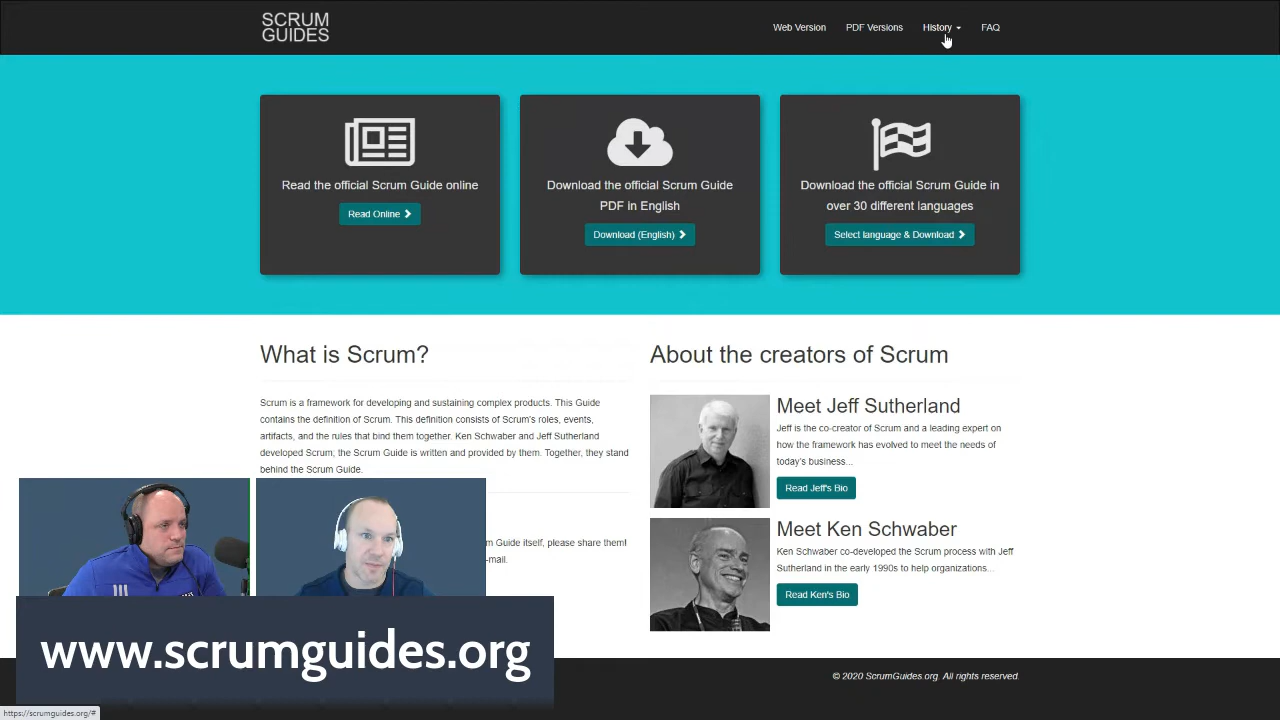 SCRUM
GUIDES
Web Version
PDF Versions
History
FAQ
Read the official Scrum Guide online
Read Online
Download the official Scrum Guide
PDF in English
Download (English)
Download the official Scrum Guide in
over 30 different languages
Select language & Download
What is Scrum?
Scrum is a framework for developing and sustaining complex products. This Guide
contains the definition of Scrum. This definition consists of Scrum's roles, events,
artifacts, and the rules that bind them together. Ken Schwaber and Jeff Sutherland
developed Scrum; the Scrum Guide is written and provided by them. Together, they stand
behind the Scrum Guide.
m Guide itself, please share them!
-mail.
About the creators of Scrum
Meet Jeff Sutherland
Jeff is the co-creator of Scrum and a leading expert on
how the framework has evolved to meet the needs of
today's business...
Read Jeff's Bio
Meet Ken Schwaber
Ken Schwaber co-developed the Scrum process with Jeff
Sutherland in the early 1990s to help organizations...
Read Ken's Bio
www.scrumguides.org
© 2020 ScrumGuides.org. All rights reserved.
https://scrumguides.org/#